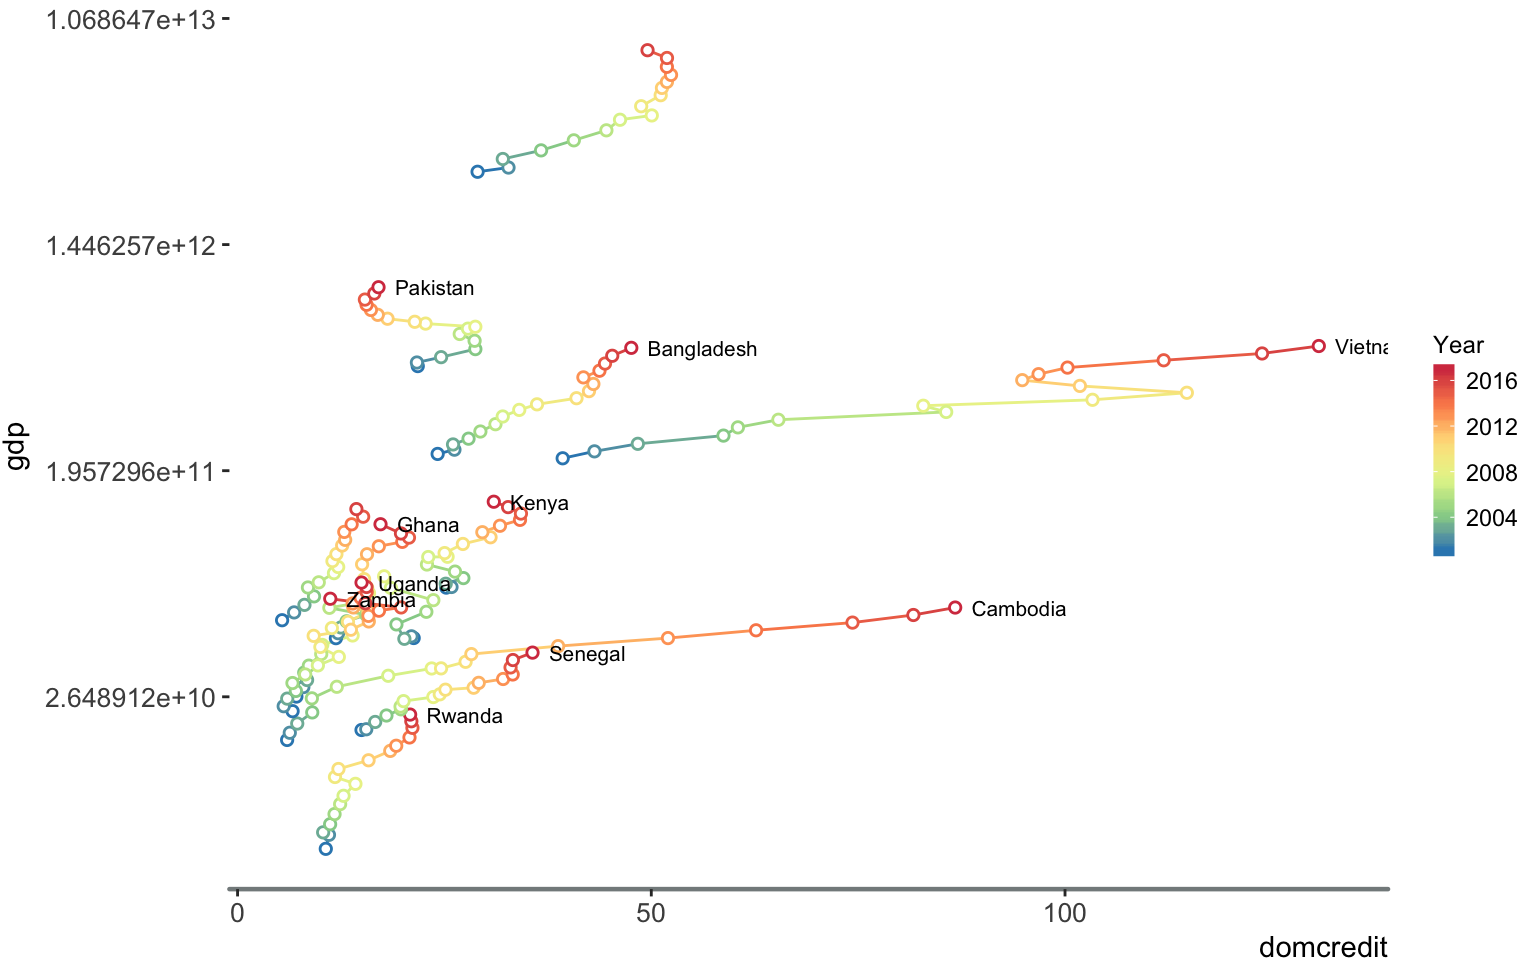 1.068647e+13
1.446257e+12
Pakistan
Bangladesh
Vietna
Year
2016
2012
2008
2004
gdp
1.957296e+11
Kenya
Ghana
Uganda
Zambia
Cambodia
Senegal
2.648912e+10
Rwanda
0
50
100
domcredit